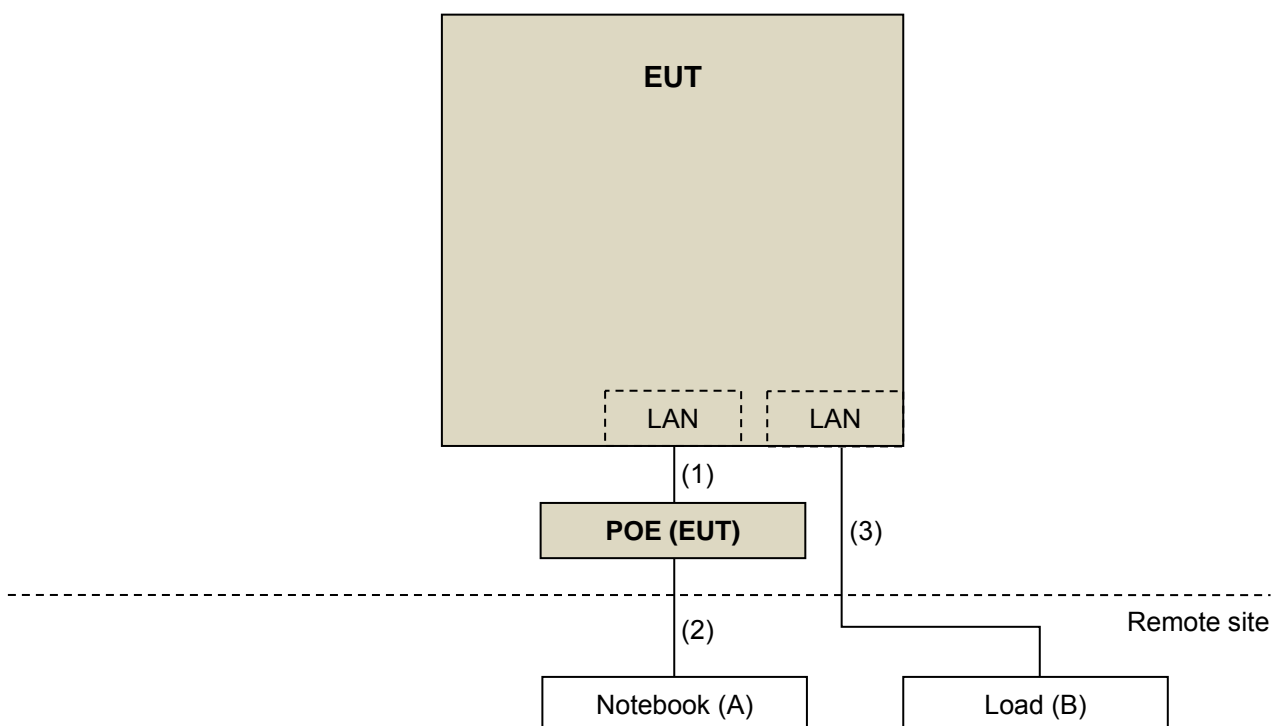 EUT
LAN
LAN
(1)
POE (EUT)
(3)
Remote site
(2)
Notebook (A)
Load (B)